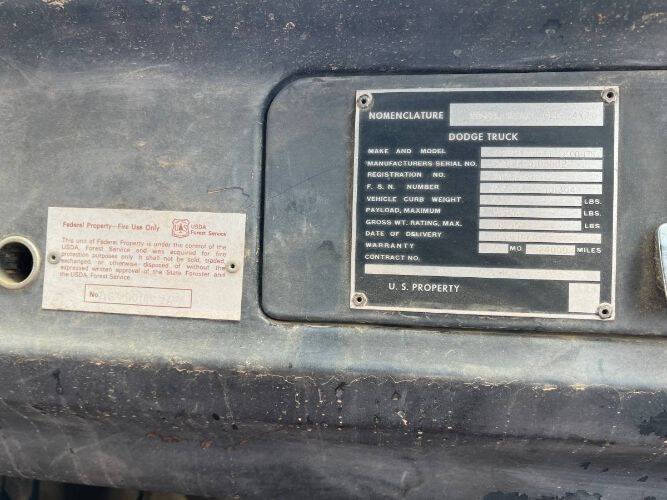 Federal Property—Fire Use Only
UAS
USDA
Forest Service
This unit of Federal Property is under the control of the
USDA, Forest Service and was acquired for fire
protection purposes only. It shall not be sold, traded
exchanged, or otherwise disposed of without the
expressed written approval of the State Forester and
the USDA, Forest Service.
No.
NOMENCLATURE
DODGE TRUCK
MAKE AND MODEL
MANUFACTURERS SERIAL NO.
REGISTRATION NO.
F. S. N. NUMBER
VEHICLE CURB WEIGHT LBS.
PAYLOAD, MAXIMUM LBS.
GROSS WT. RATING, MAX. LBS.
DATE OF DELIVERY
WARRANTY MO. MILES
CONTRACT NO.
U. S. PROPERTY